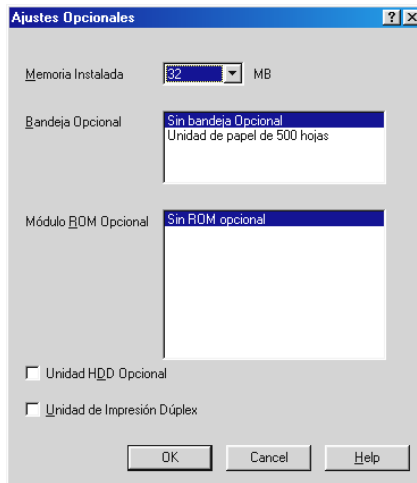 Ajustes Opcionales
Memoria Instalada 32 MB
Bandeja Opcional Sin bandeja Opcional
Unidad de papel de 500 hojas
Módulo ROM Opcional Sin ROM opcional
Unidad HDD Opcional
Unidad de Impresión Dúplex
OK Cancel Help